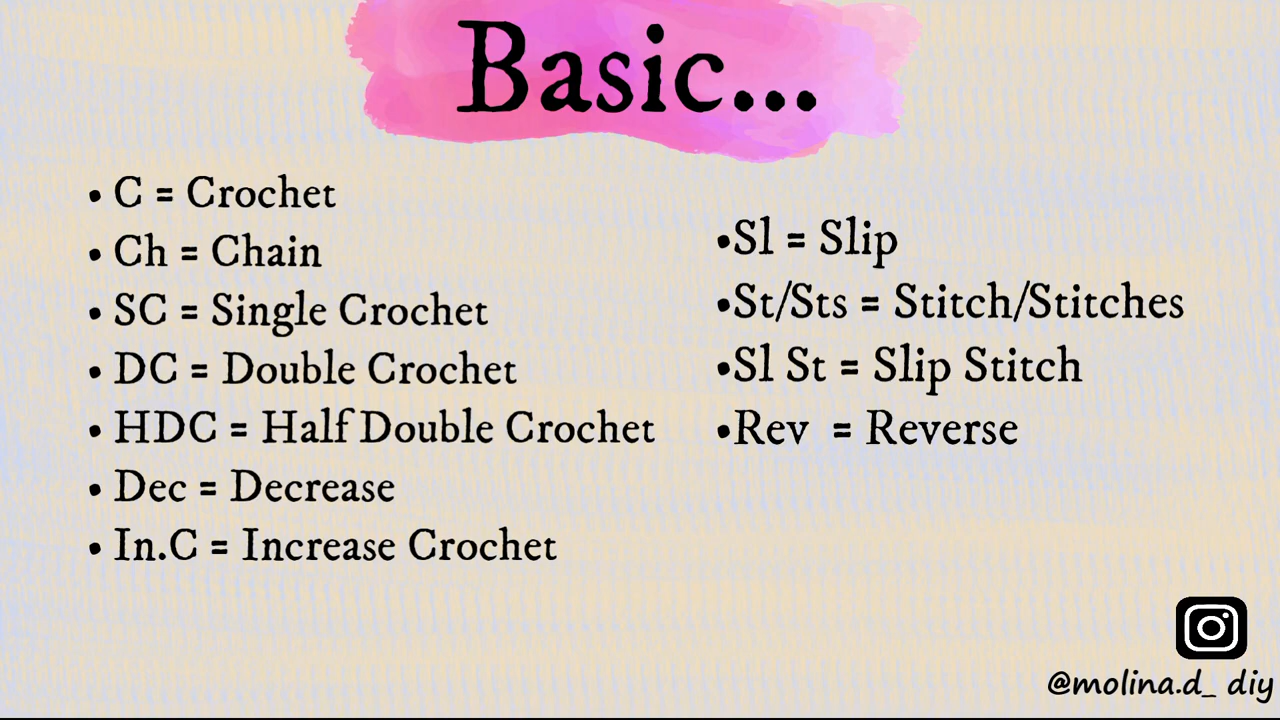 Basic...
• C = Crochet
• Ch = Chain
• SC = Single Crochet
• DC = Double Crochet
• HDC = Half Double Crochet
• Dec = Decrease
• In.C = Increase Crochet
•Sl = Slip
•St/Sts = Stitch/Stitches
•Sl St = Slip Stitch
•Rev = Reverse
@molina.d_ diy